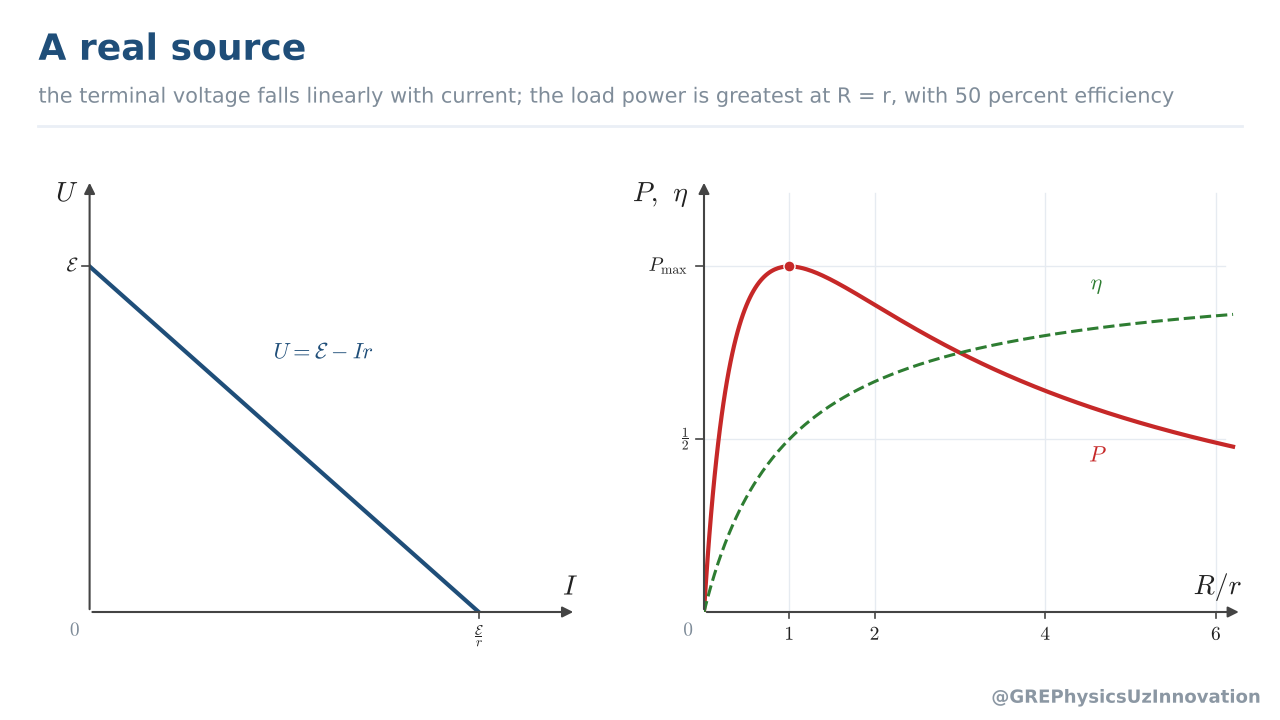 A real source
the terminal voltage falls linearly with current; the load power is greatest at R = r, with 50 percent efficiency
U
ℰ
U = ℰ − Ir
I
0
ℰ/r
P, η
P_max
η
1/2
P
R/r
0
1
2
4
6
@GREPhysicsUzInnovation